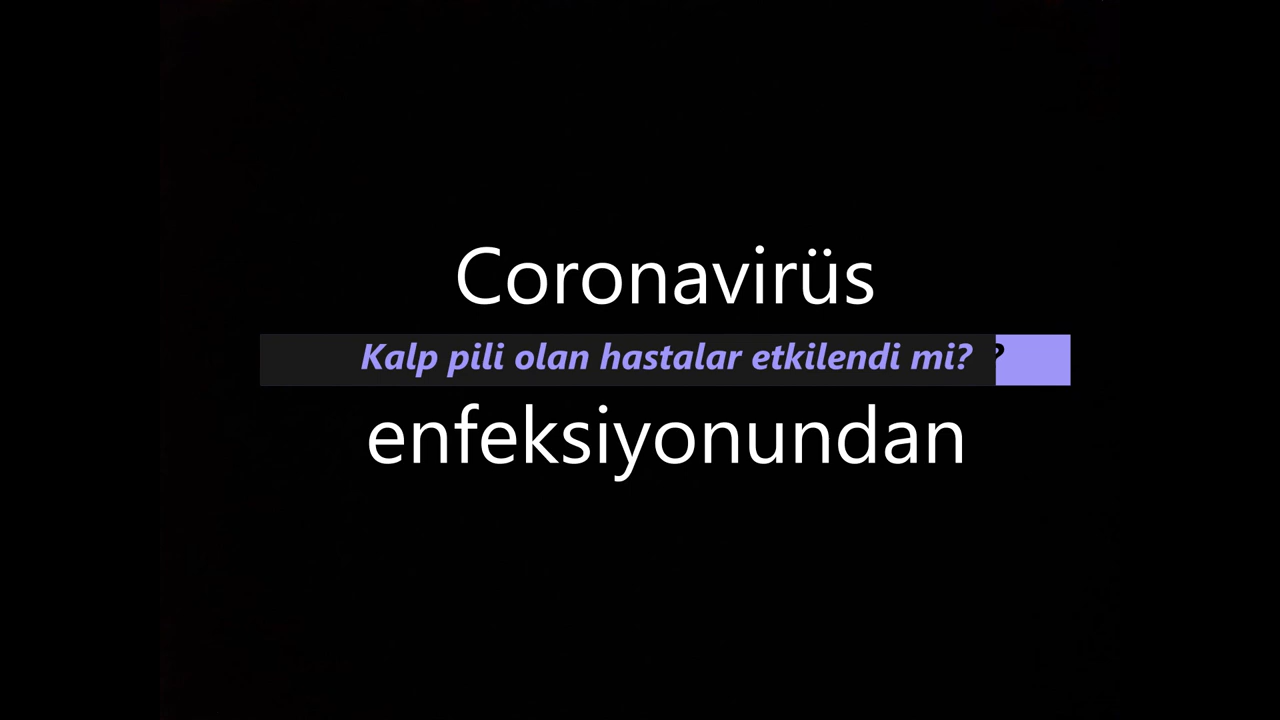 Coronavirüs
Kalp pili olan hastalar etkilendi mi? ?
enfeksiyonundan